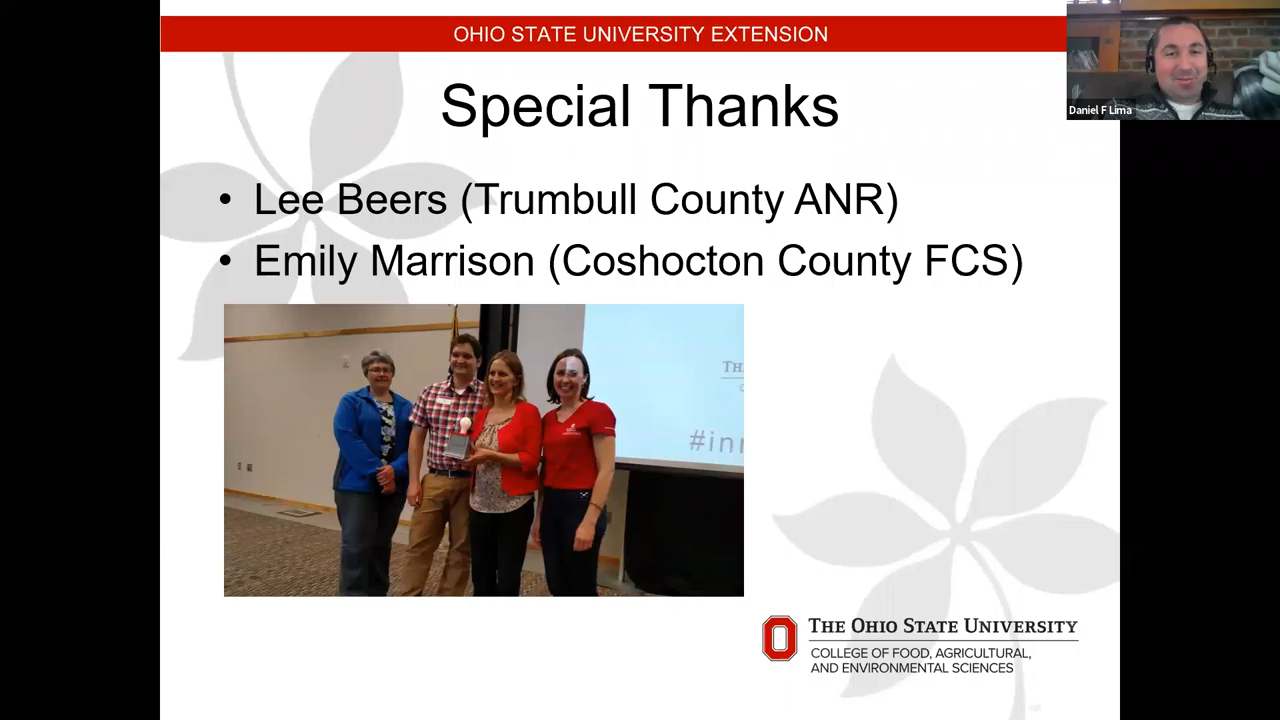 OHIO STATE UNIVERSITY EXTENSION
Daniel F Lima
Special Thanks
• Lee Beers (Trumbull County ANR)
• Emily Marrison (Coshocton County FCS)
TH
#in
THE OHIO STATE UNIVERSITY
COLLEGE OF FOOD, AGRICULTURAL,
AND ENVIRONMENTAL SCIENCES